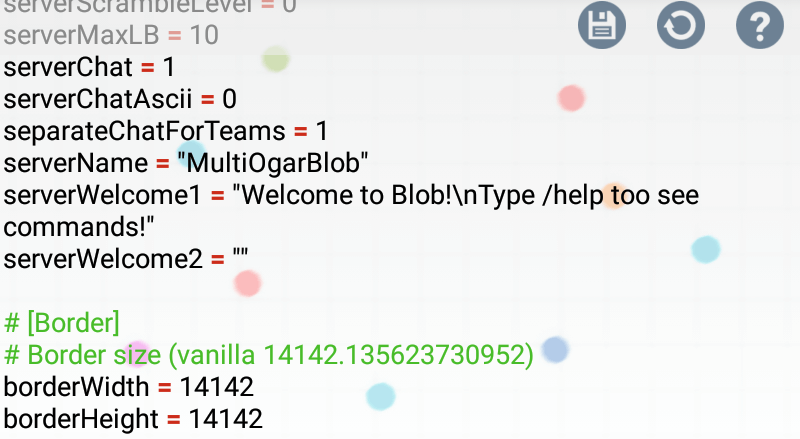 serverScrambleLevel = 0
serverMaxLB = 10
serverChat = 1
serverChatAscii = 0
separateChatForTeams = 1
serverName = "MultiOgarBlob"
serverWelcome1 = "Welcome to Blob!\nType /help too see
commands!"
serverWelcome2 = ""
# [Border]
# Border size (vanilla 14142.135623730952)
borderWidth = 14142
borderHeight = 14142